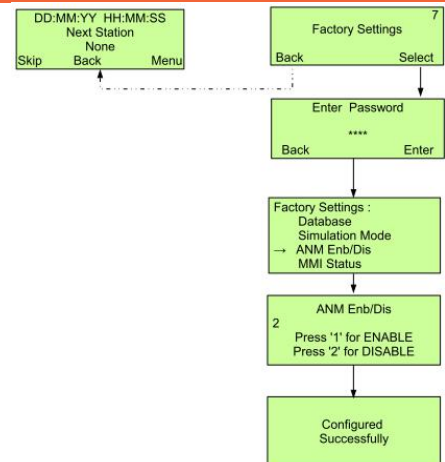 DD:MM:YY HH:MM:SS
Next Station
None
Skip Back Menu
7
Factory Settings
Back Select
Enter Password
****
Back Enter
Factory Settings :
Database
Simulation Mode
→ ANM Enb/Dis
MMI Status
ANM Enb/Dis
2
Press '1' for ENABLE
Press '2' for DISABLE
Configured
Successfully